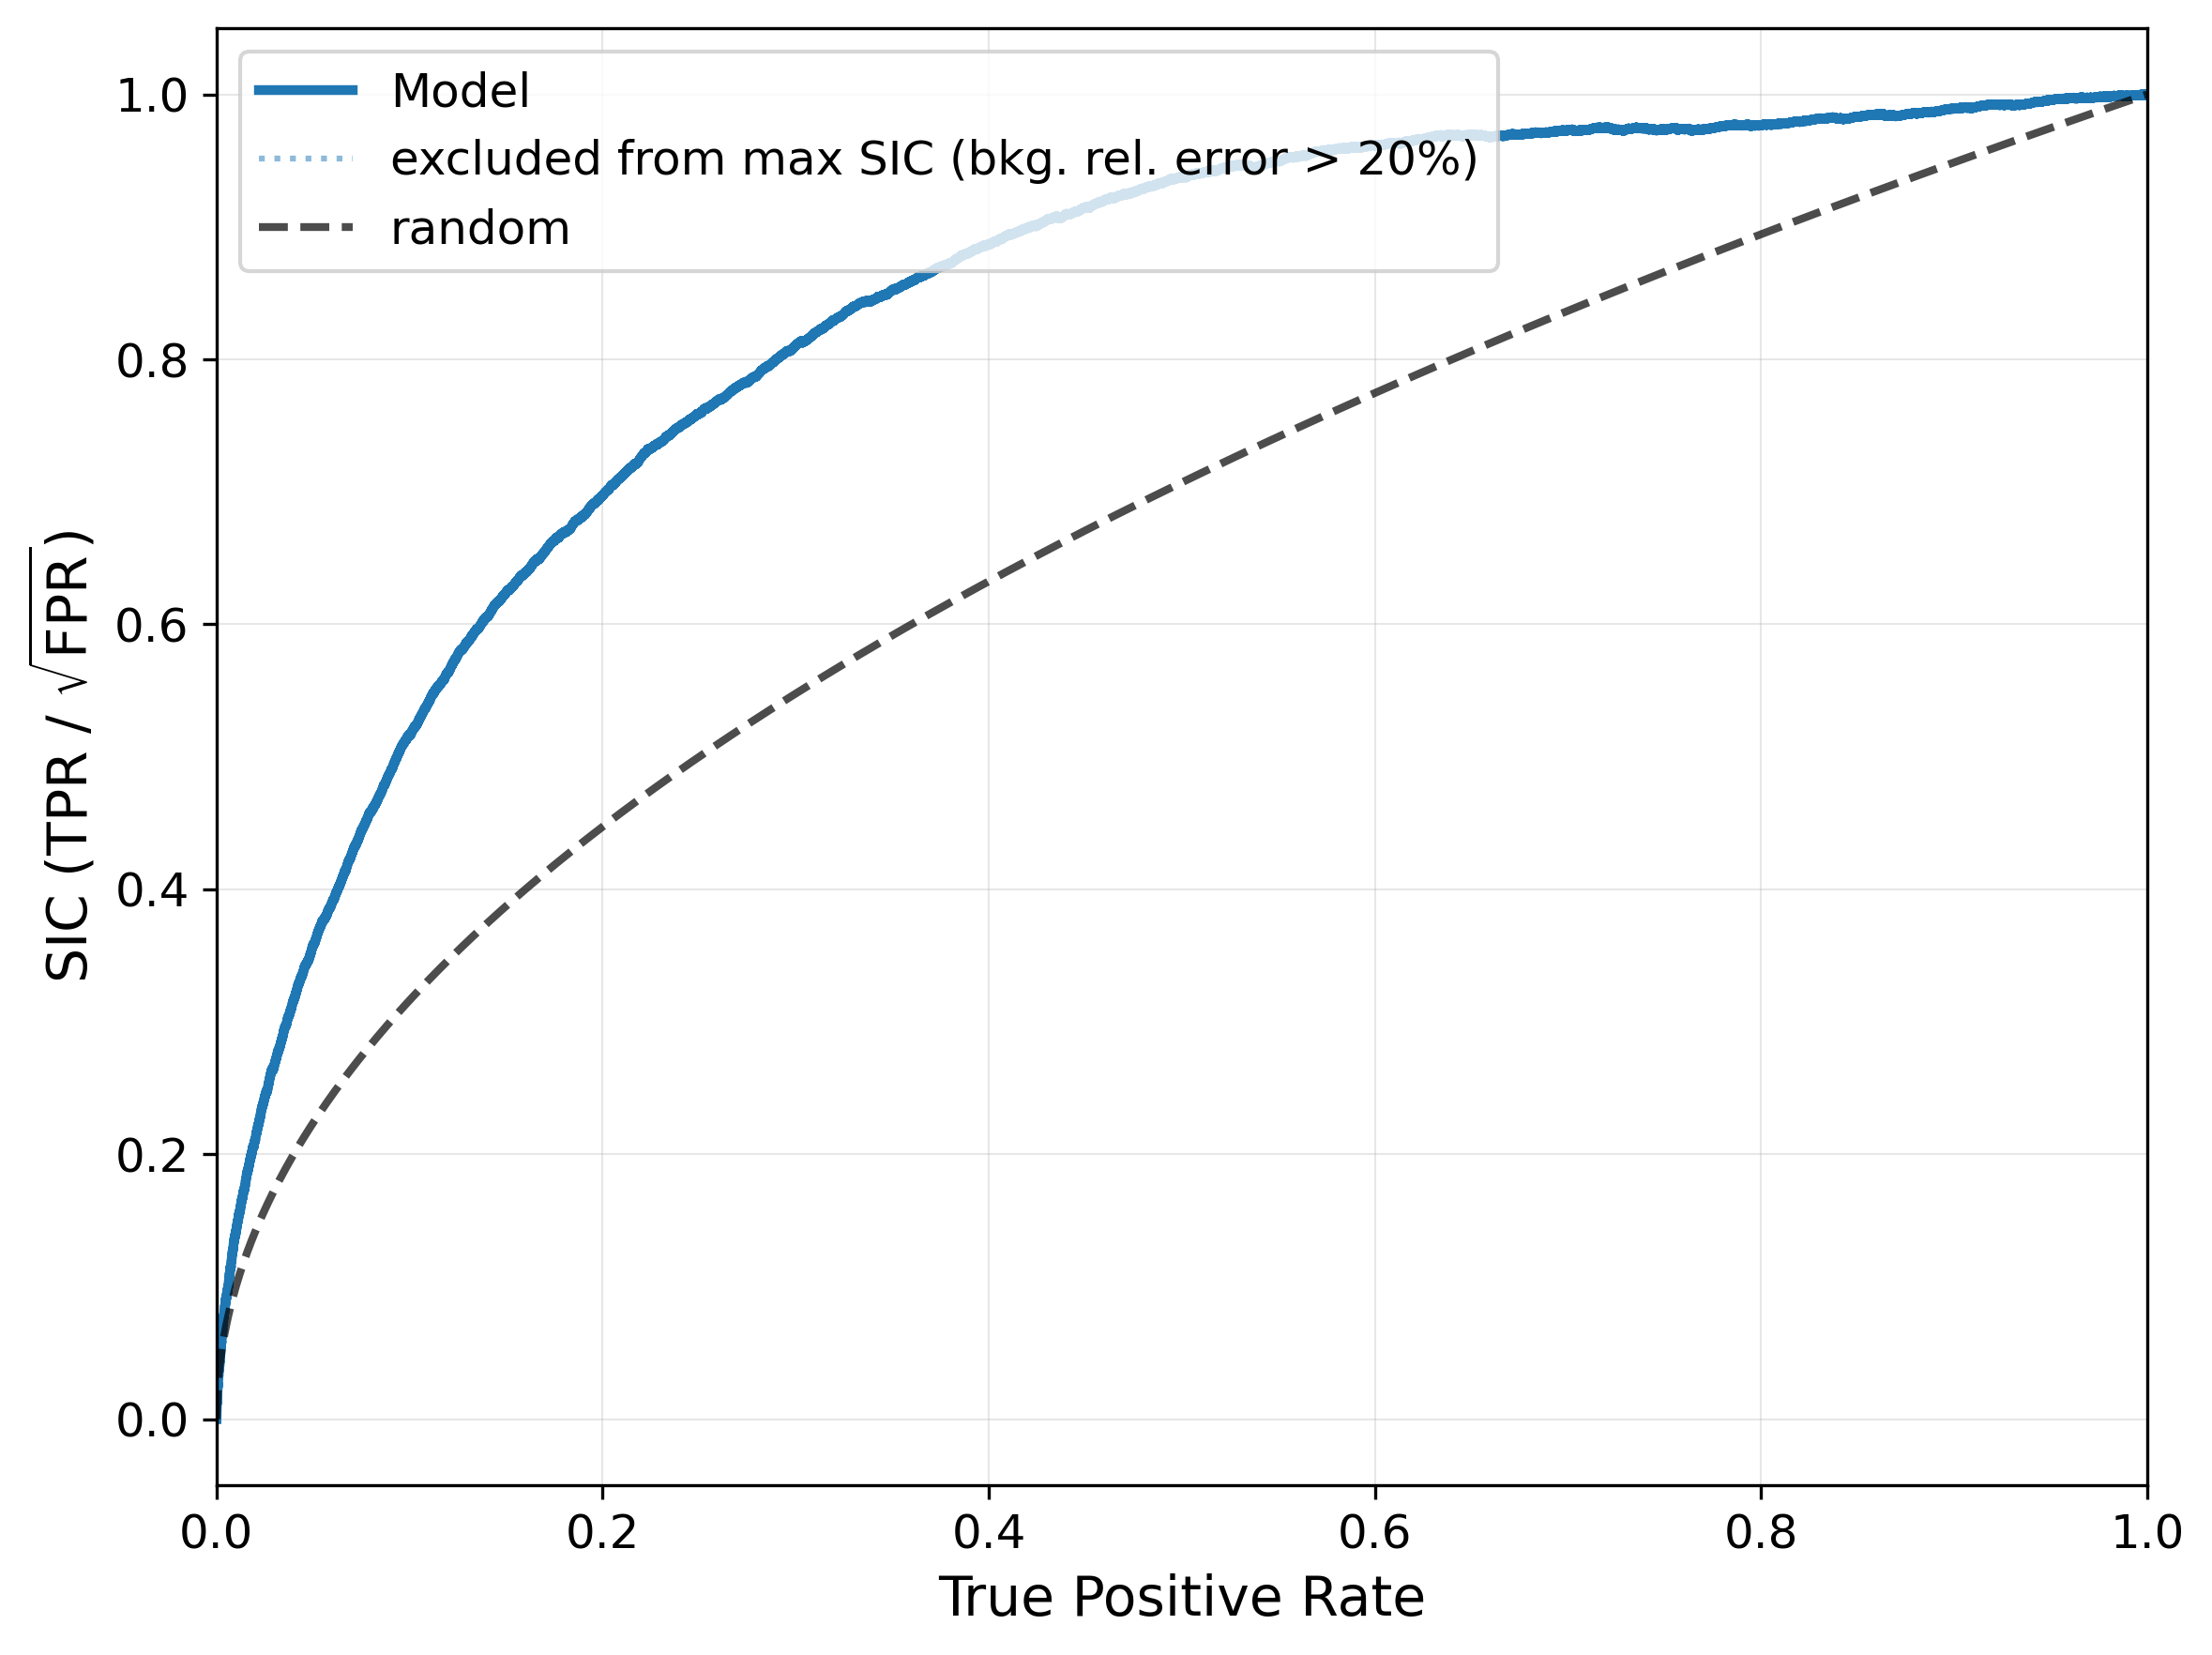 Model
excluded from max SIC (bkg. rel. error > 20%)
random
SIC (TPR / √FPR)
1.0
0.8
0.6
0.4
0.2
0.0
0.0 0.2 0.4 0.6 0.8 1.0
True Positive Rate